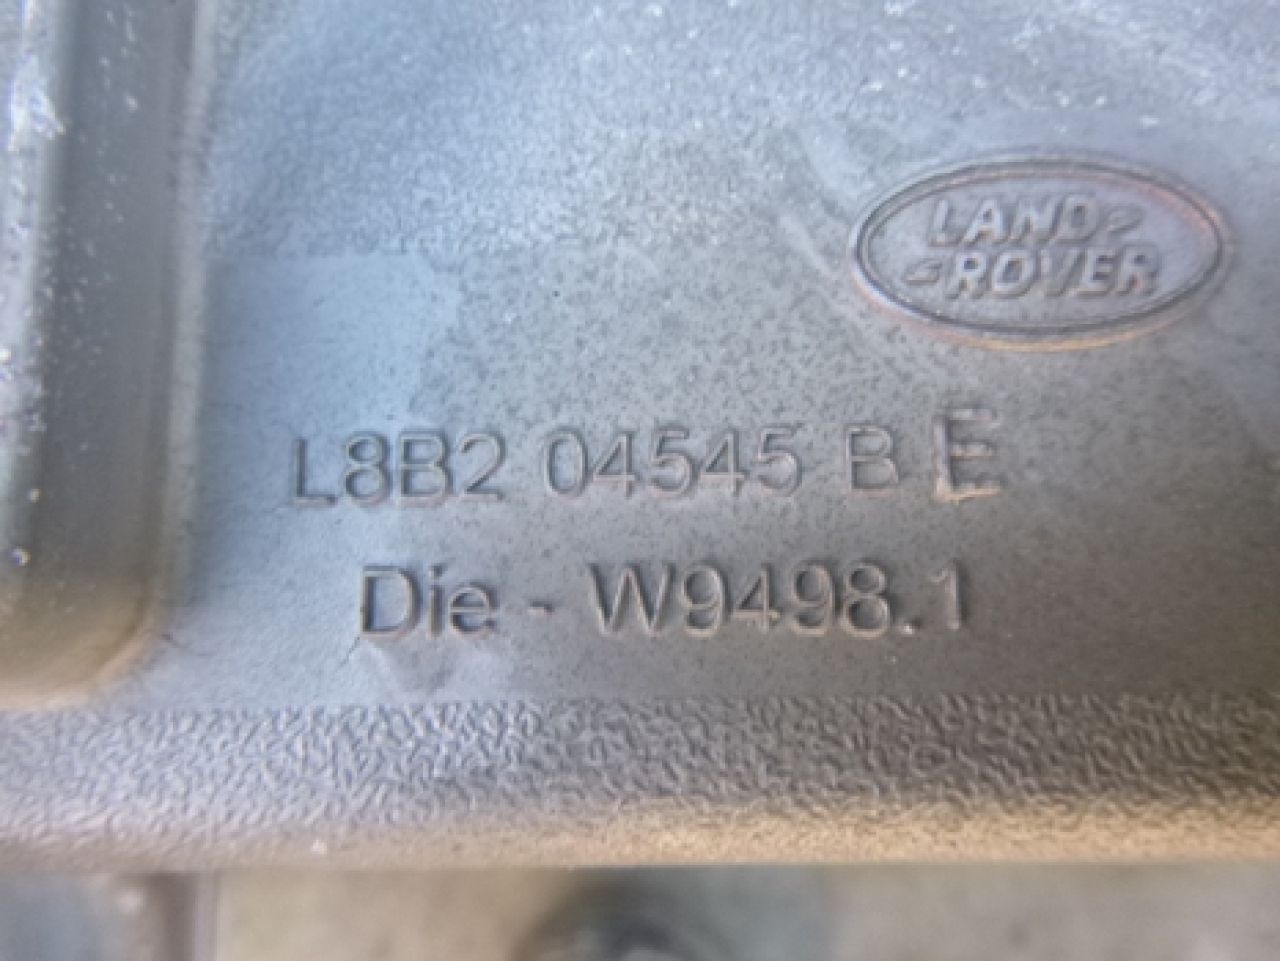 LAND
ROVER
L8B2 04545 B E
Die - W9498.1